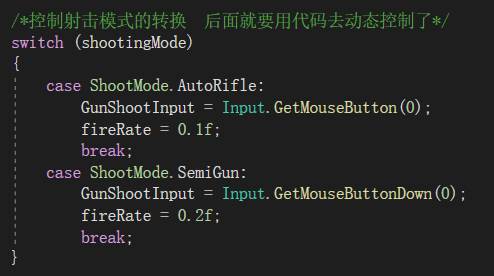 /*控制射击模式的转换  后面就要用代码去动态控制了*/
switch (shootingMode)
{
case ShootMode.AutoRifle:
GunShootInput = Input.GetMouseButton(0);
fireRate = 0.1f;
break;
case ShootMode.SemiGun:
GunShootInput = Input.GetMouseButtonDown(0);
fireRate = 0.2f;
break;
}